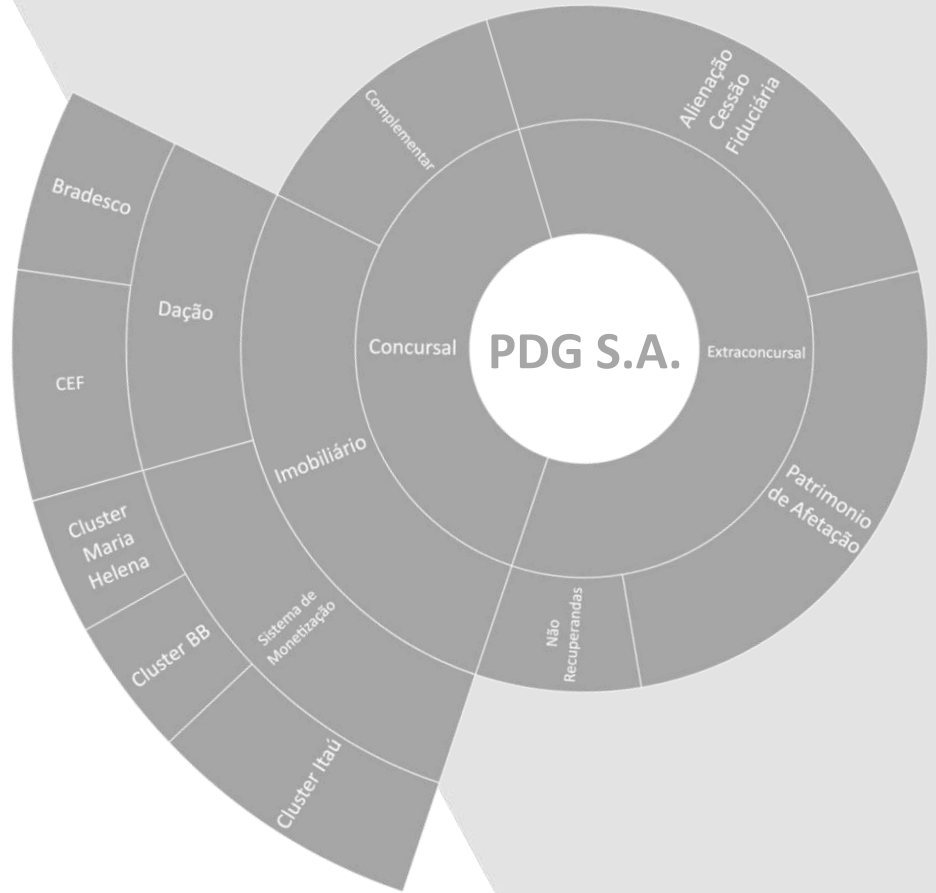 PDG S.A.
Concursal
Extraconcursal
Complementar
Imobiliário
Alienação
Cessão
Fiduciária
Patrimonio
de Afetação
Não
Recuperandas
Dação
Sistema de
Monetização
Bradesco
CEF
Cluster
Maria
Helena
Cluster BB
Cluster Itaú